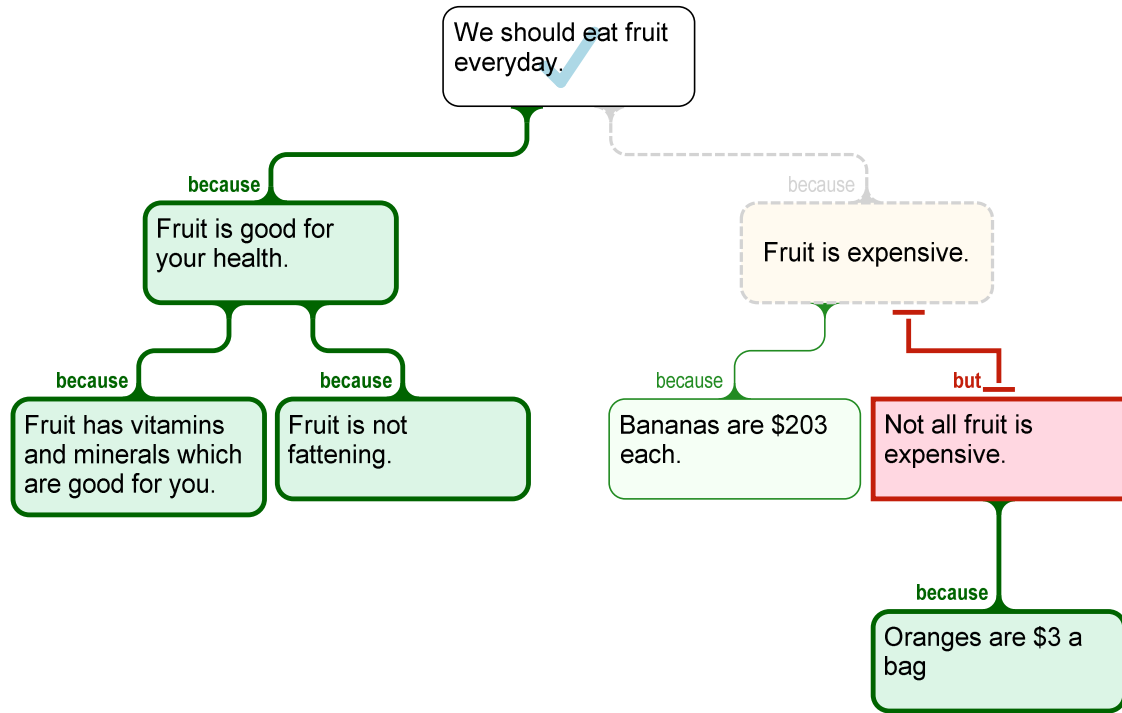 We should eat fruit
everyday.
because
because
Fruit is good for
your health.
Fruit is expensive.
because
because
because
but
Fruit has vitamins
and minerals which
are good for you.
Fruit is not
fattening.
Bananas are $203
each.
Not all fruit is
expensive.
because
Oranges are $3 a
bag